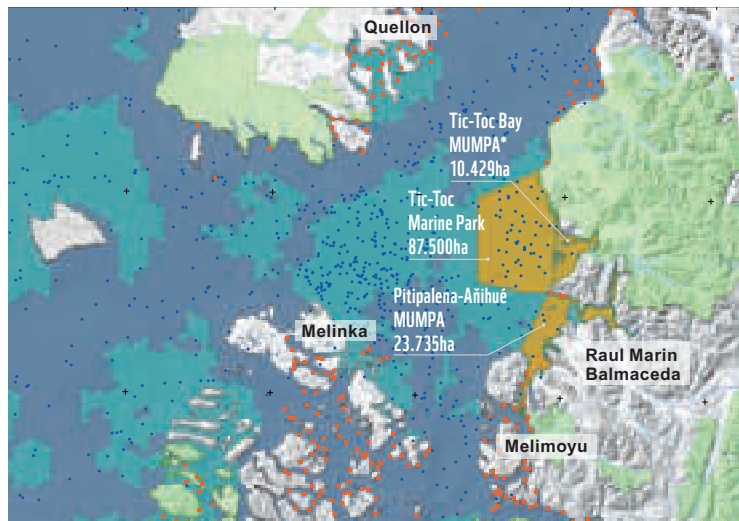 Quellon
Tic-Toc Bay
MUMPA*
10.429ha
Tic-Toc
Marine Park
87.500ha
Pitipalena-Añihué
MUMPA
23.735ha
Melinka
Raul Marin
Balmaceda
Melimoyu